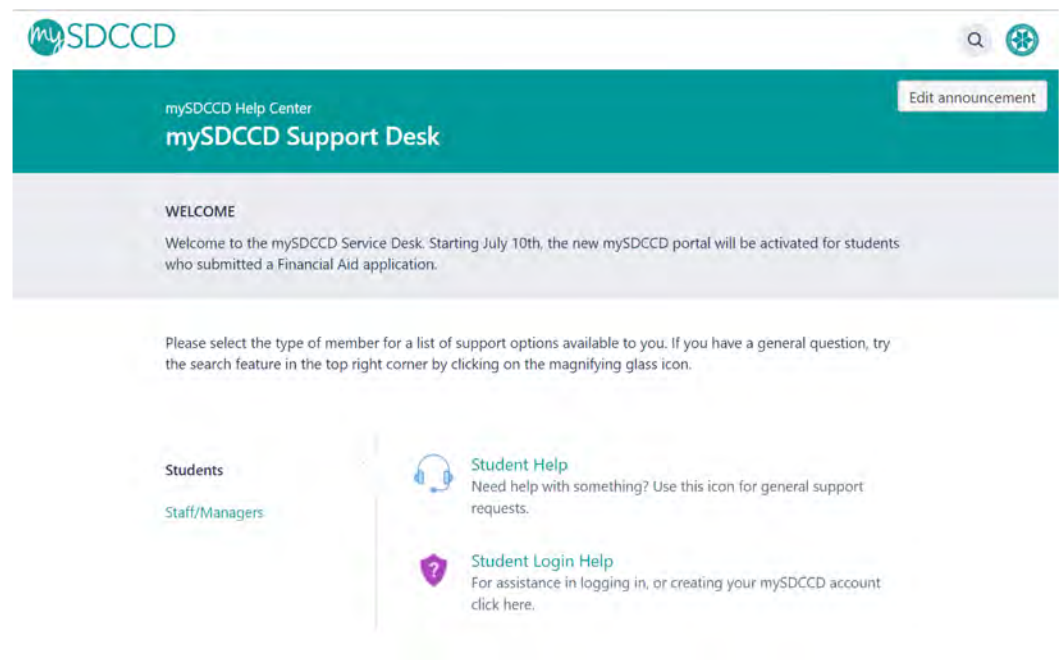 mySDCCD
Edit announcement
mySDCCD Help Center
mySDCCD Support Desk
WELCOME
Welcome to the mySDCCD Service Desk. Starting July 10th, the new mySDCCD portal will be activated for students
who submitted a Financial Aid application.
Please select the type of member for a list of support options available to you. If you have a general question, try
the search feature in the top right corner by clicking on the magnifying glass icon.
Students
Staff/Managers
Student Help
Need help with something? Use this icon for general support
requests.
?
Student Login Help
For assistance in logging in, or creating your mySDCCD account
click here.